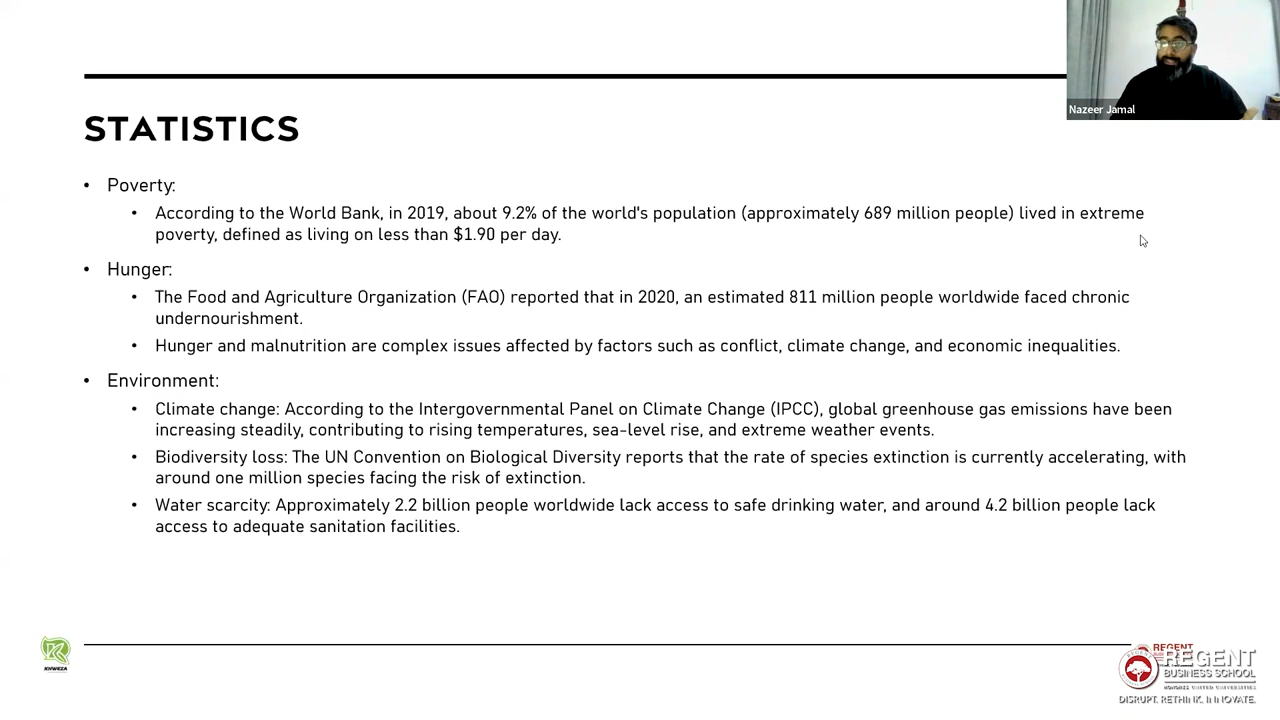 Nazeer Jamal
STATISTICS
• Poverty:
• According to the World Bank, in 2019, about 9.2% of the world's population (approximately 689 million people) lived in extreme
poverty, defined as living on less than $1.90 per day.
• Hunger:
• The Food and Agriculture Organization (FAO) reported that in 2020, an estimated 811 million people worldwide faced chronic
undernourishment.
• Hunger and malnutrition are complex issues affected by factors such as conflict, climate change, and economic inequalities.
• Environment:
• Climate change: According to the Intergovernmental Panel on Climate Change (IPCC), global greenhouse gas emissions have been
increasing steadily, contributing to rising temperatures, sea-level rise, and extreme weather events.
• Biodiversity loss: The UN Convention on Biological Diversity reports that the rate of species extinction is currently accelerating, with
around one million species facing the risk of extinction.
• Water scarcity: Approximately 2.2 billion people worldwide lack access to safe drinking water, and around 4.2 billion people lack
access to adequate sanitation facilities.
KHWEZA
REGENT
REGENT
BUSINESS SCHOOL
HONORIS UNITED UNIVERSITIES
DISRUPT. RETHINK. INNOVATE.